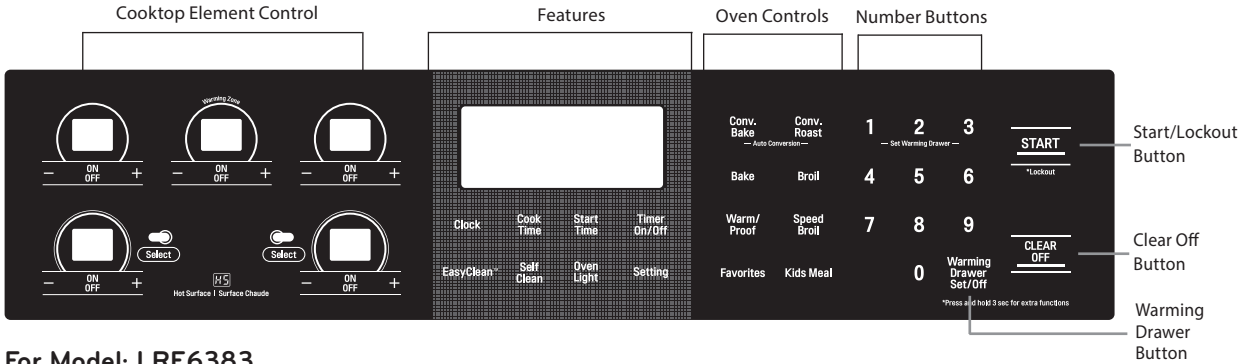 Cooktop Element Control
Features
Oven Controls
Number Buttons
Warming Zone
ON
OFF
- +
ON
OFF
- +
ON
OFF
- +
Select
Select
ON
OFF
- +
ON
OFF
- +
HS
Hot Surface | Surface Chaude
Clock
Cook
Time
Start
Time
Timer
On/Off
EasyClean™
Self
Clean
Oven
Light
Setting
Conv.
Bake
Conv.
Roast
— Auto Conversion —
Bake
Broil
Warm/
Proof
Speed
Broil
Favorites
Kids Meal
1 2 3
— Set Warming Drawer —
4 5 6
7 8 9
0
Warming
Drawer
Set/Off
*Press and hold 3 sec for extra functions
START
*Lockout
CLEAR
OFF
Start/Lockout
Button
Clear Off
Button
Warming
Drawer
Button
For Model: LRE6383